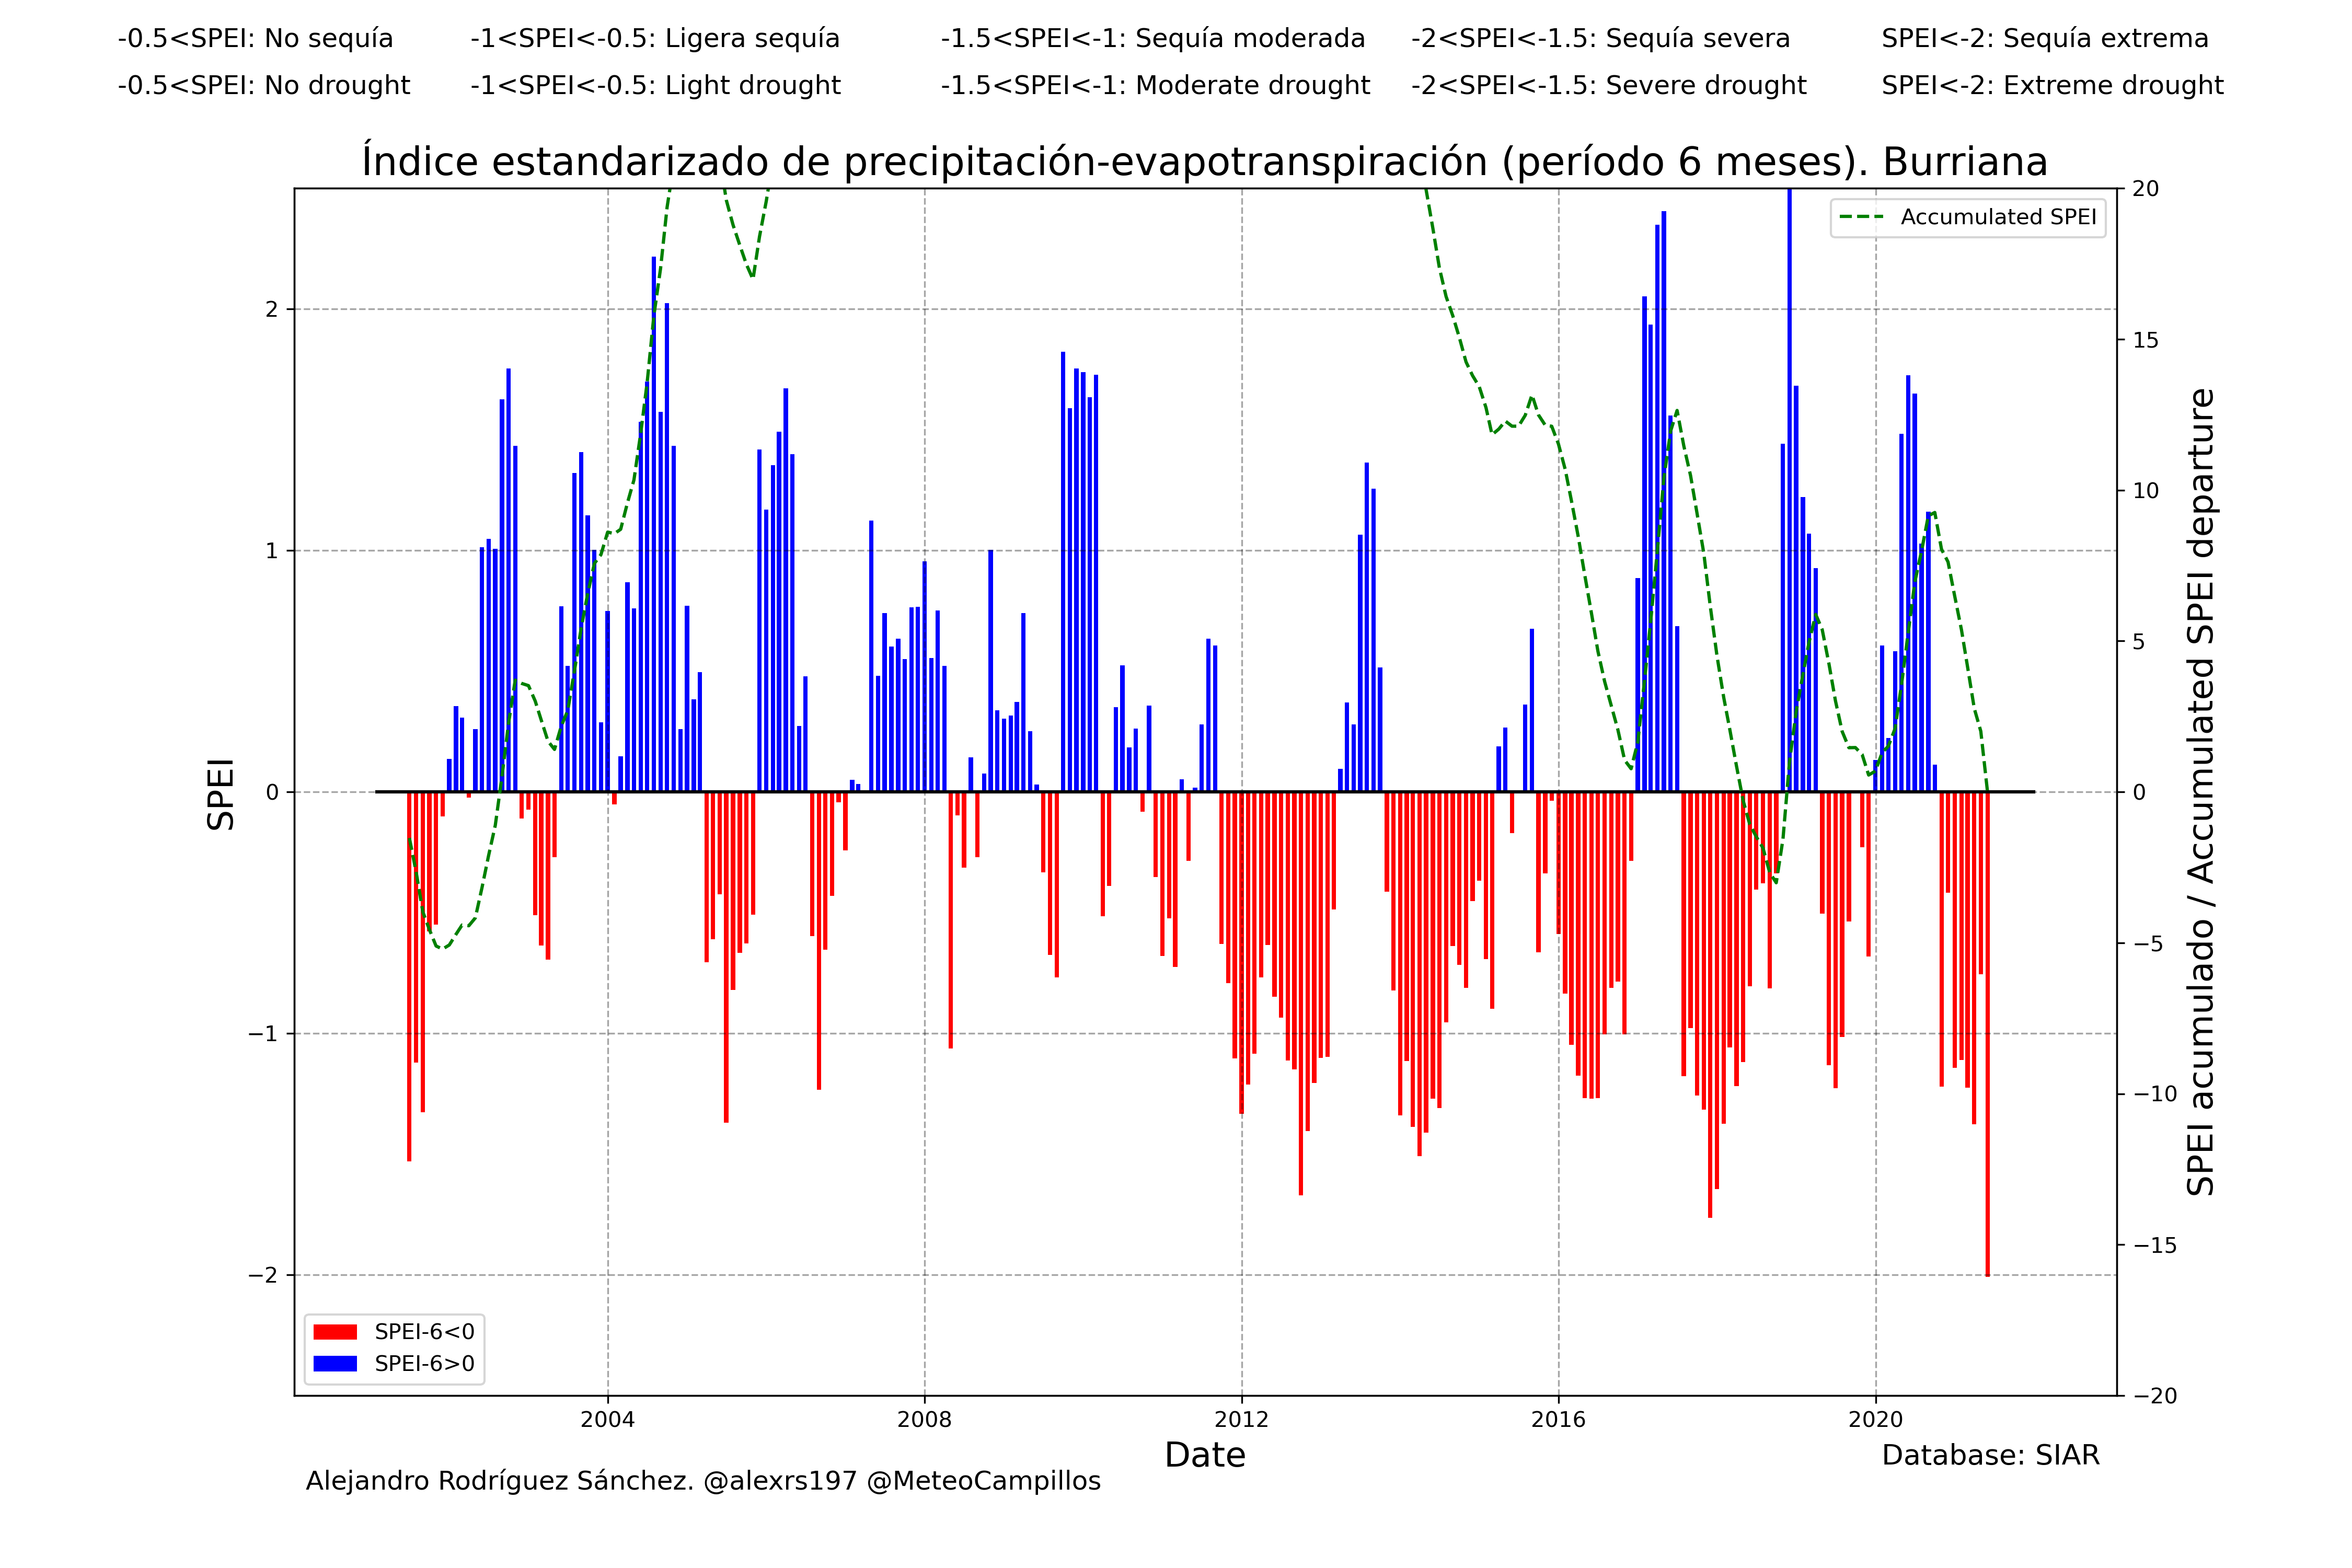 -0.5<SPEI: No sequía -1<SPEI<-0.5: Ligera sequía -1.5<SPEI<-1: Sequía moderada -2<SPEI<-1.5: Sequía severa SPEI<-2: Sequía extrema
-0.5<SPEI: No drought -1<SPEI<-0.5: Light drought -1.5<SPEI<-1: Moderate drought -2<SPEI<-1.5: Severe drought SPEI<-2: Extreme drought
Índice estandarizado de precipitación-evapotranspiración (período 6 meses). Burriana
Accumulated SPEI
2
1
0
−1
−2
SPEI
20
15
10
5
0
−5
−10
−15
−20
SPEI acumulado / Accumulated SPEI departure
SPEI-6<0
SPEI-6>0
2004 2008 2012 2016 2020
Date
Database: SIAR
Alejandro Rodríguez Sánchez. @alexrs197 @MeteoCampillos